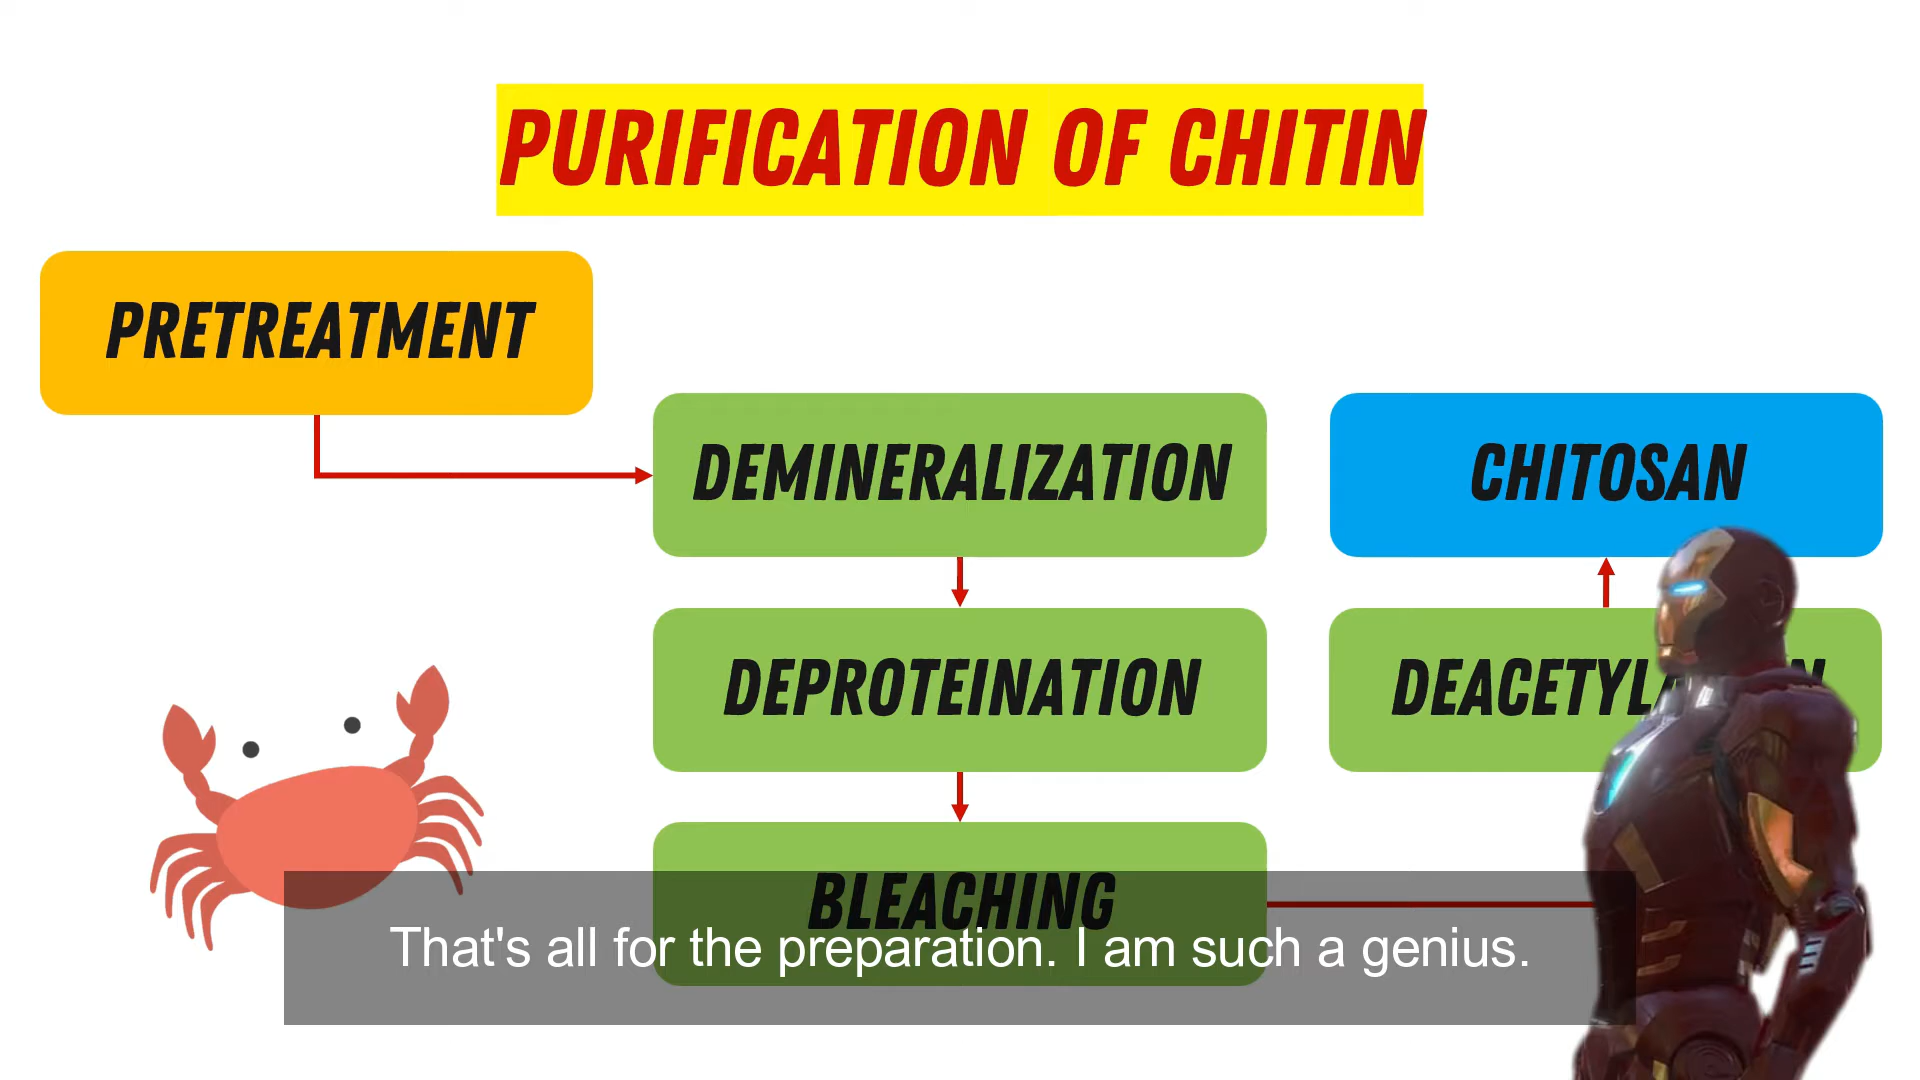 PURIFICATION OF CHITIN
PRETREATMENT
DEMINERALIZATION
CHITOSAN
DEPROTEINATION
BLEACHING
That's all for the preparation. I am such a genius.